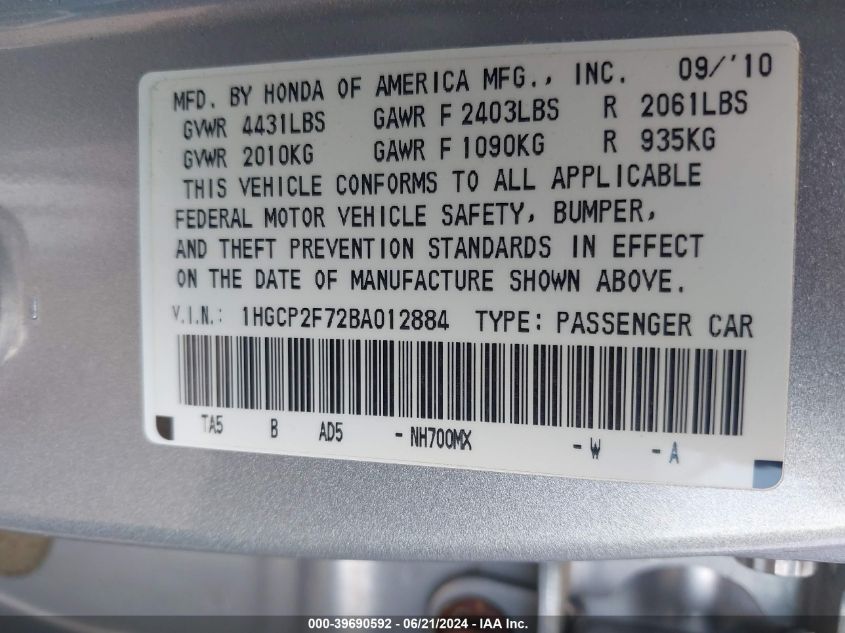 MFD. BY HONDA OF AMERICA MFG., INC. 09/'10
GVWR 4431LBS GAWR F 2403LBS R 2061LBS
GVWR 2010KG GAWR F 1090KG R 935KG
THIS VEHICLE CONFORMS TO ALL APPLICABLE
FEDERAL MOTOR VEHICLE SAFETY, BUMPER,
AND THEFT PREVENTION STANDARDS IN EFFECT
ON THE DATE OF MANUFACTURE SHOWN ABOVE.
V.I.N.: 1HGCP2F72BA012884 TYPE: PASSENGER CAR
TA5 B AD5 - NH700MX - W - A
000-39690592 / 06/21/2024 - IAA Inc.